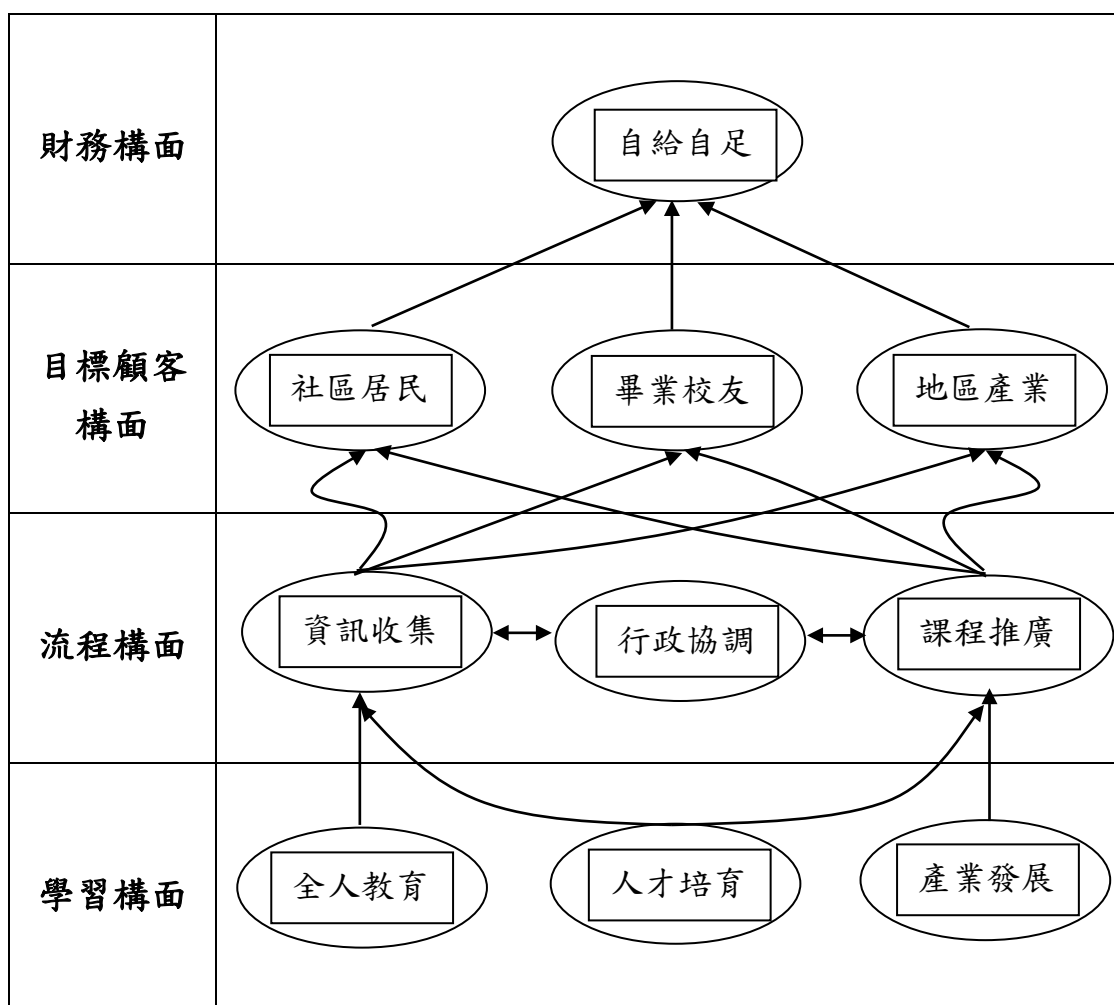 財務構面
自給自足
目標顧客
構面
社區居民
畢業校友
地區產業
流程構面
資訊收集
行政協調
課程推廣
學習構面
全人教育
人才培育
產業發展